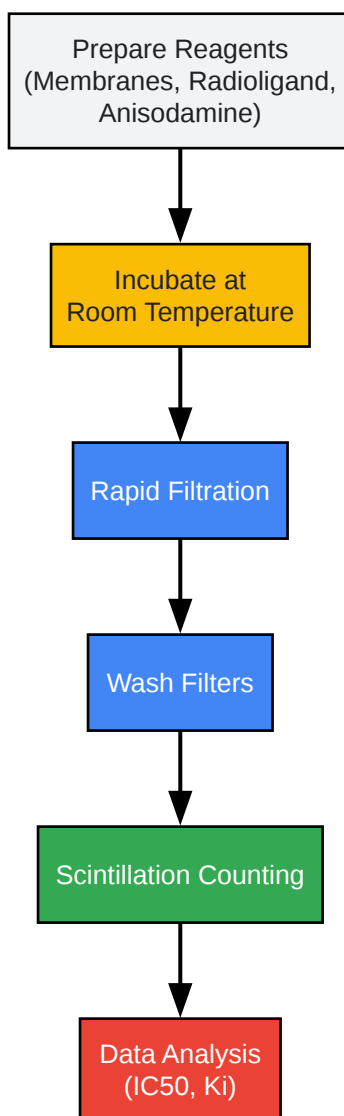 Prepare Reagents
(Membranes, Radioligand,
Anisodamine)
Incubate at
Room Temperature
Rapid Filtration
Wash Filters
Scintillation Counting
Data Analysis
(IC50, Ki)